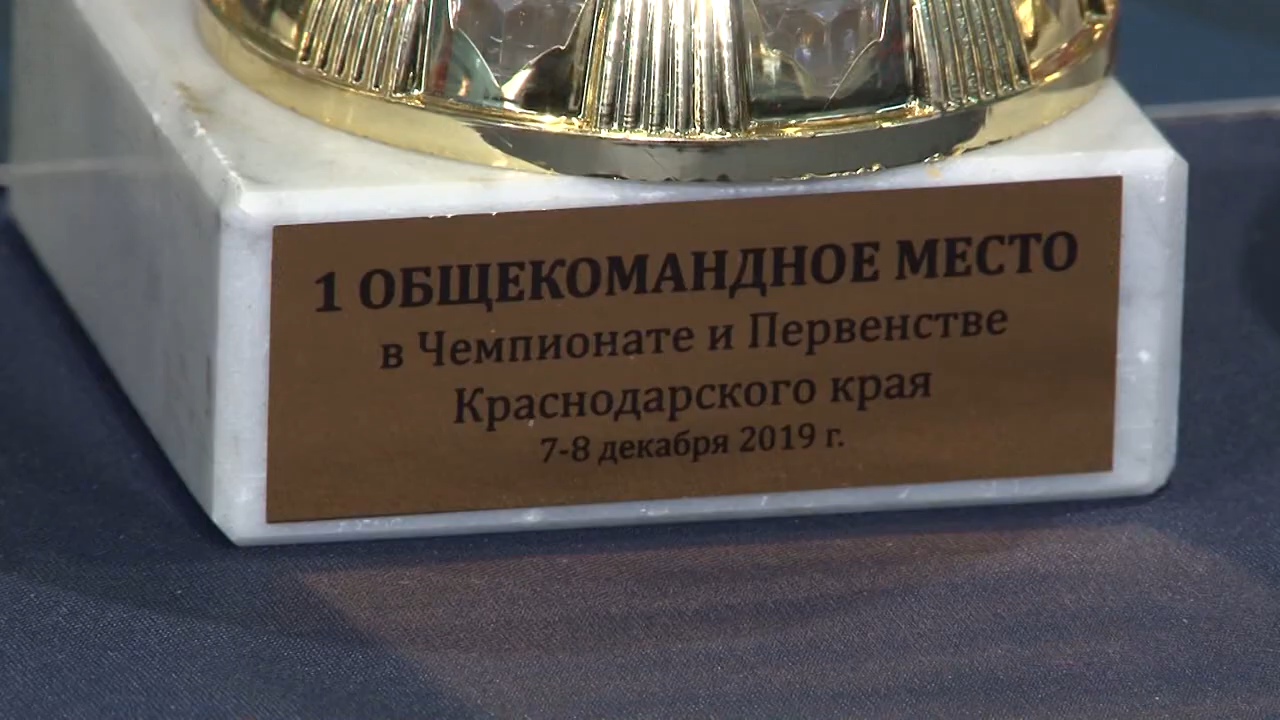 1 ОБЩЕКОМАНДНОЕ МЕСТО
в Чемпионате и Первенстве
Краснодарского края
7-8 декабря 2019 г.